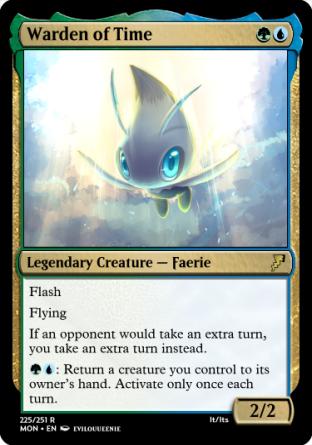 Warden of Time
Legendary Creature — Faerie
Flash
Flying
If an opponent would take an extra turn,
you take an extra turn instead.
: Return a creature you control to its
owner's hand. Activate only once each
turn.
225/251 R
It/Its
MON • EN EVILOUUEENIE
2/2